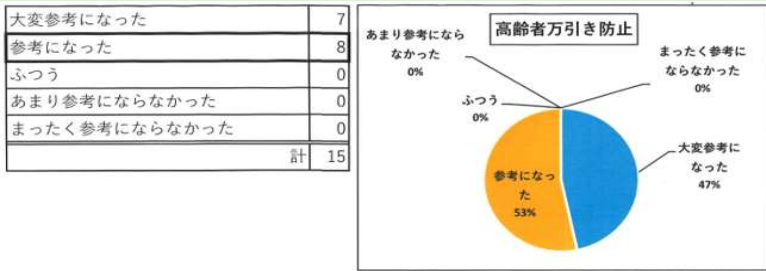 大変参考になった 7
参考になった 8
ふつう 0
あまり参考にならなかった 0
まったく参考にならなかった 0
計 15
高齢者万引き防止
あまり参考になら
なかった
0%
まったく参考に
ならなかった
0%
ふつう
0%
大変参考に
なった
47%
参考になっ
た
53%